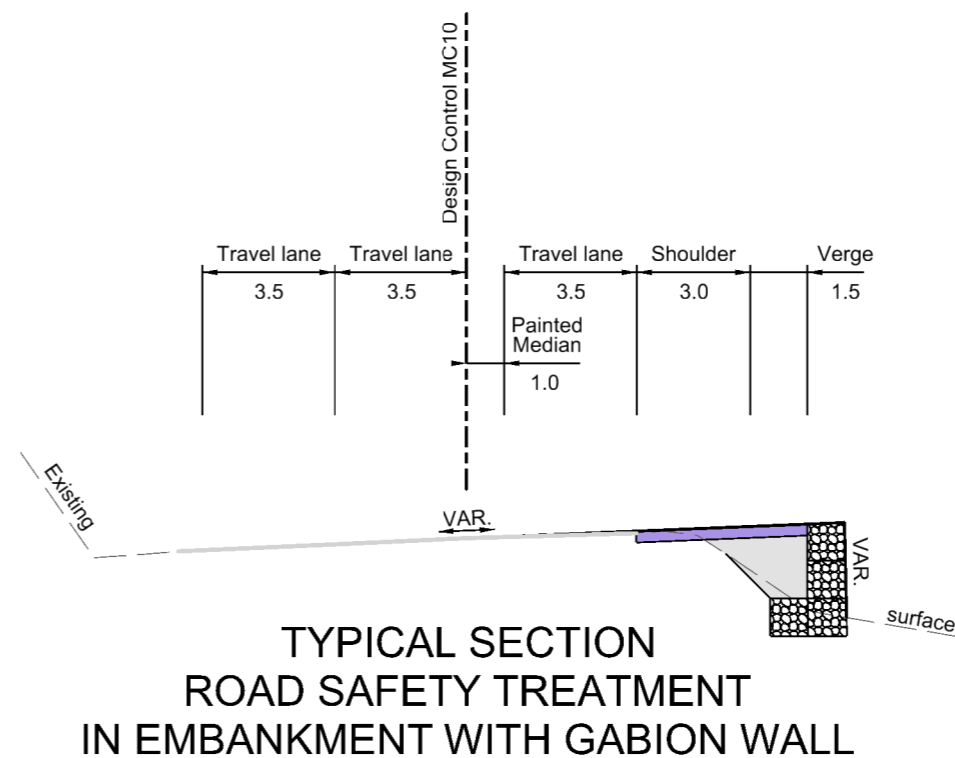 Design Control MC10
Travel lane
3.5
Travel lane
3.5
Travel lane
3.5
Shoulder
3.0
Verge
1.5
Painted
Median
1.0
Existing
VAR.
VAR.
surface
TYPICAL SECTION
ROAD SAFETY TREATMENT
IN EMBANKMENT WITH GABION WALL